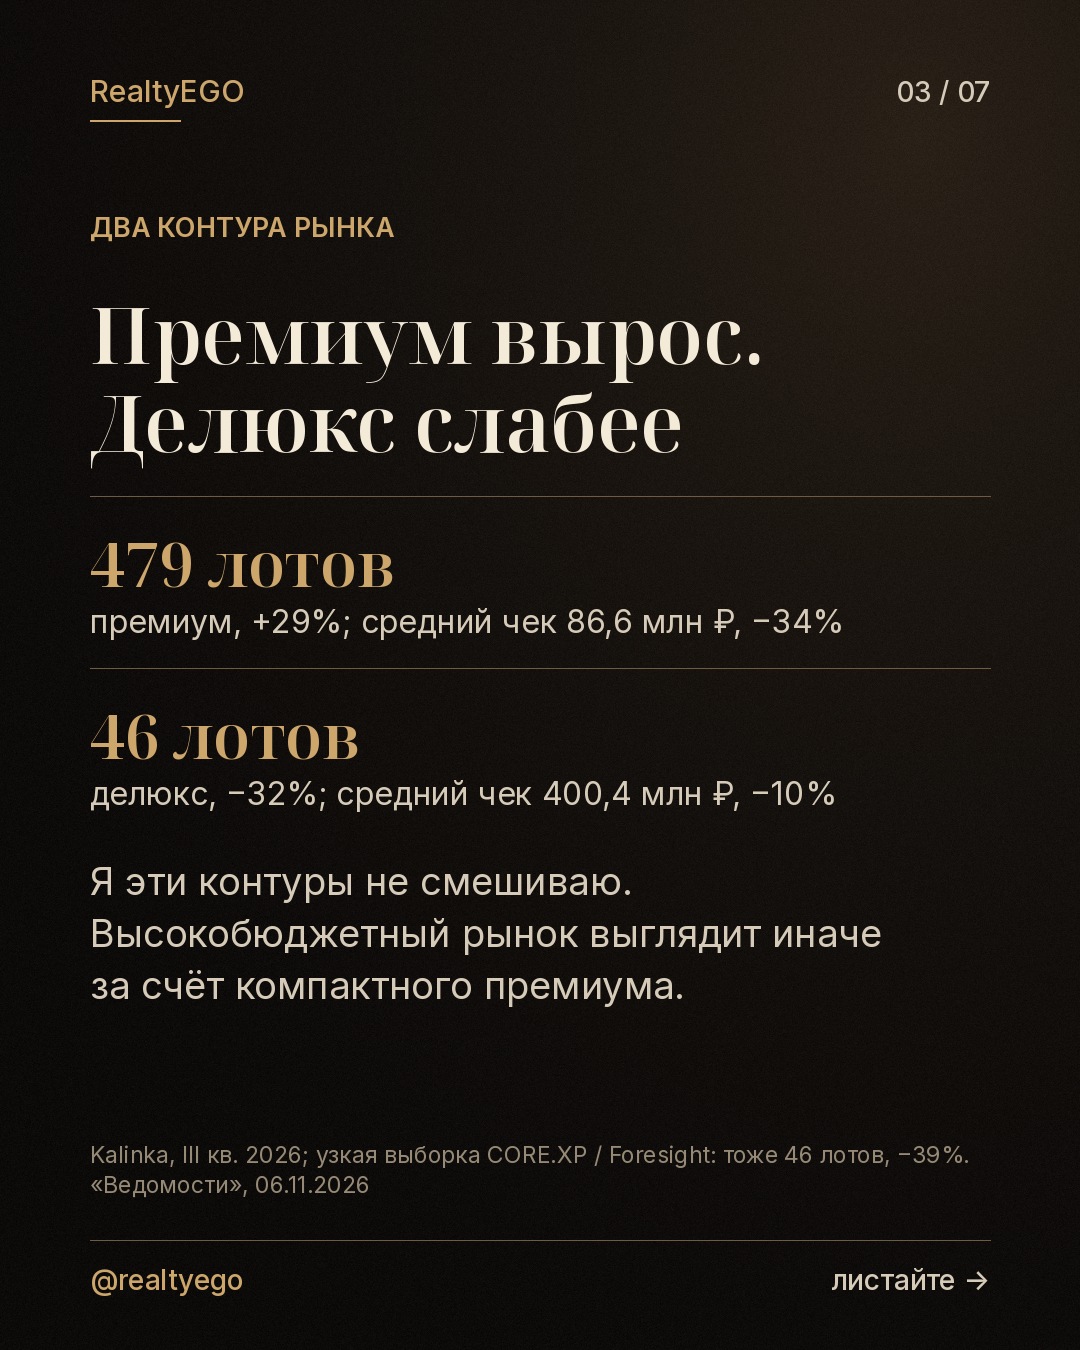 RealtyEGO
03 / 07
ДВА КОНТУРА РЫНКА
Премиум вырос.
Делюкс слабее
479 лотов
премиум, +29%; средний чек 86,6 млн ₽, −34%
46 лотов
делюкс, −32%; средний чек 400,4 млн ₽, −10%
Я эти контуры не смешиваю.
Высокобюджетный рынок выглядит иначе
за счёт компактного премиума.
Kalinka, III кв. 2026; узкая выборка CORE.XP / Foresight: тоже 46 лотов, −39%.
«Ведомости», 06.11.2026
@realtyego
листайте →